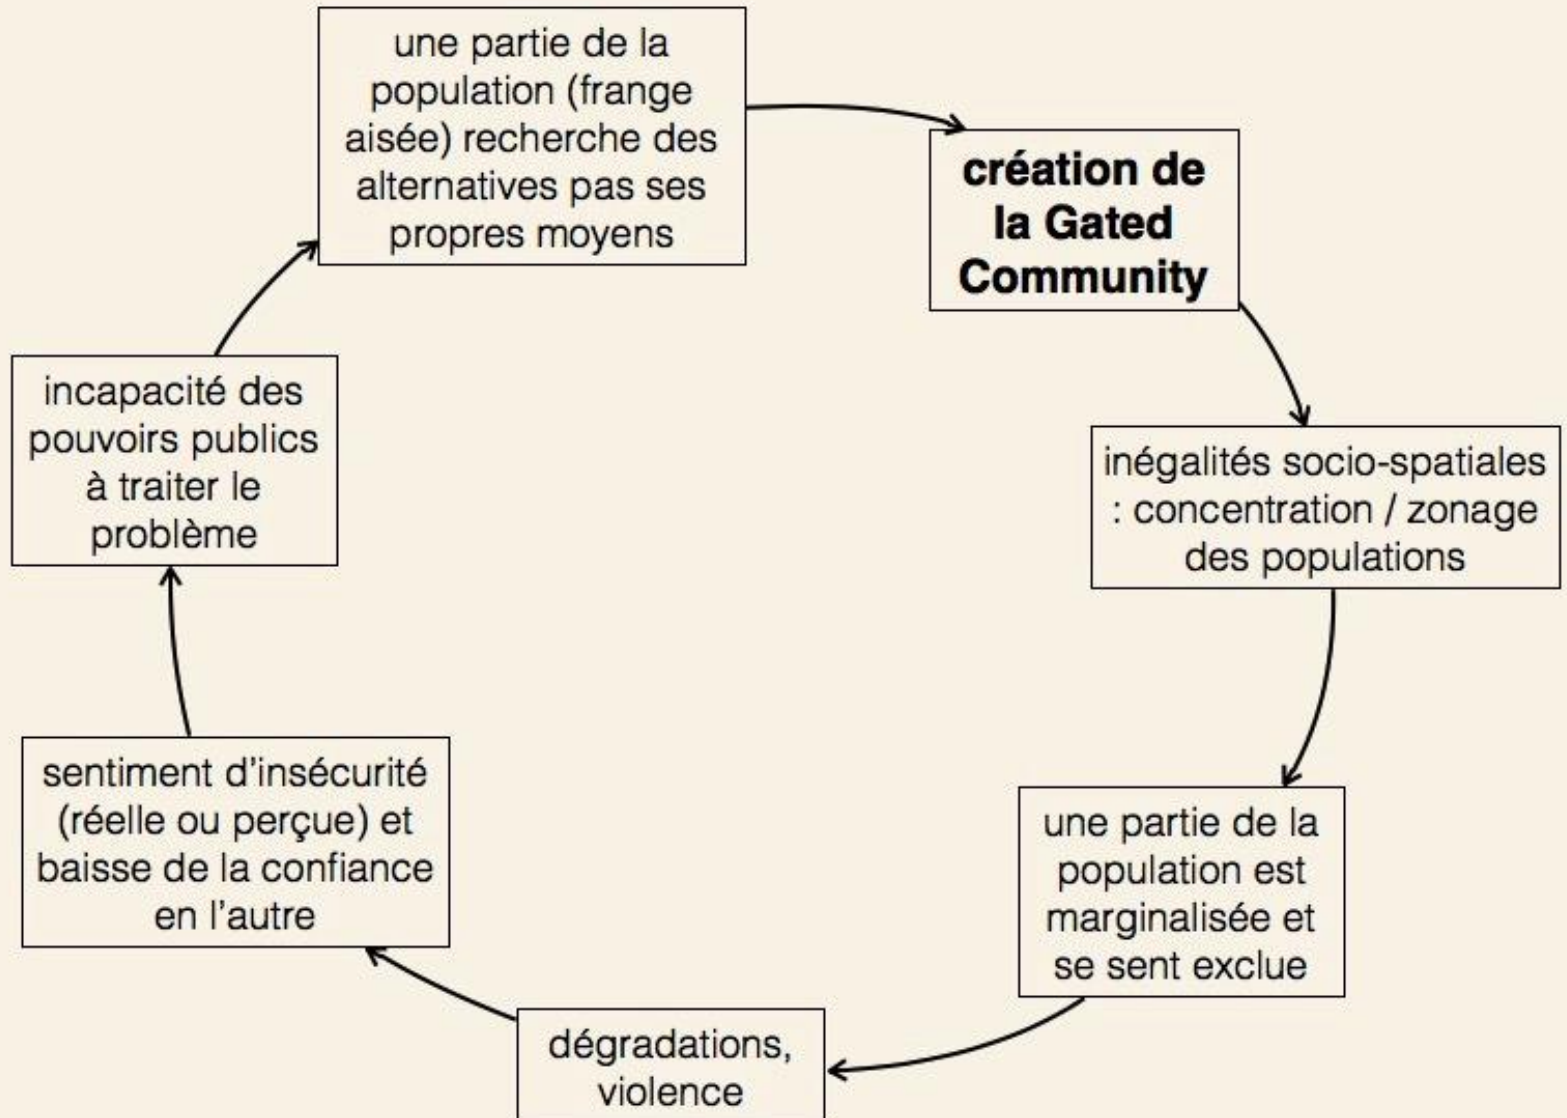 une partie de la
population (frange
aisée) recherche des
alternatives pas ses
propres moyens
création de
la Gated
Community
inégalités socio-spatiales
: concentration / zonage
des populations
une partie de la
population est
marginalisée et
se sent exclue
dégradations,
violence
sentiment d'insécurité
(réelle ou perçue) et
baisse de la confiance
en l'autre
incapacité des
pouvoirs publics
à traiter le
problème